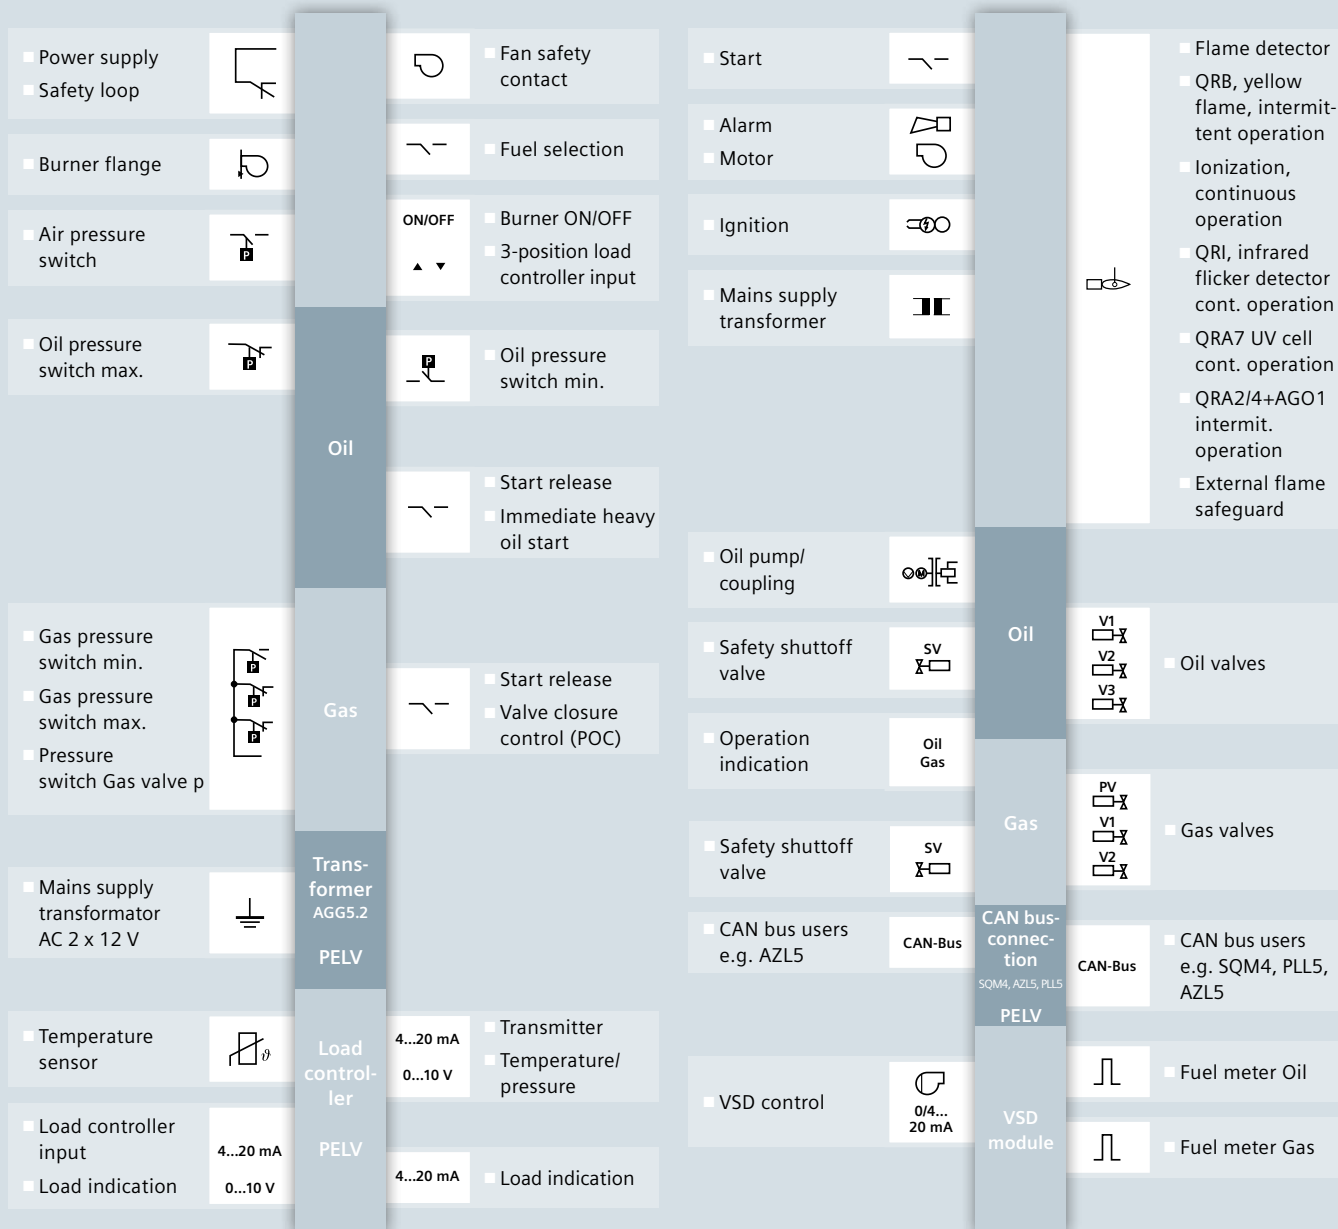 Power supply
Safety loop
Burner flange
Air pressure
switch
Oil pressure
switch max.
Gas pressure
switch min.
Gas pressure
switch max.
Pressure
switch Gas valve p
Mains supply
transformator
AC 2 x 12 V
Temperature
sensor
Load controller
input
Load indication
P
P
P
P
P
ϑ
4...20 mA
0...10 V
Oil
Gas
Trans-
former
AGG5.2
PELV
Load
control-
ler
PELV
ON/OFF
P
4...20 mA
0...10 V
4...20 mA
Fan safety
contact
Fuel selection
Burner ON/OFF
3-position load
controller input
Oil pressure
switch min.
Start release
Immediate heavy
oil start
Start release
Valve closure
control (POC)
Transmitter
Temperature/
pressure
Load indication
Start
Alarm
Motor
Ignition
Mains supply
transformer
Oil pump/
coupling
Safety shuttoff
valve
Operation
indication
Safety shuttoff
valve
CAN bus users
e.g. AZL5
VSD control
M
SV
Oil
Gas
SV
CAN-Bus
0/4...
20 mA
Oil
Gas
CAN bus-
connec-
tion
SQM4, AZL5, PLL5
PELV
VSD
module
V1
V2
V3
PV
V1
V2
CAN-Bus
Flame detector
QRB, yellow
flame, intermit-
tent operation
Ionization,
continuous
operation
QRI, infrared
flicker detector
cont. operation
QRA7 UV cell
cont. operation
QRA2/4+AGO1
intermit.
operation
External flame
safeguard
Oil valves
Gas valves
CAN bus users
e.g. SQM4, PLL5,
AZL5
Fuel meter Oil
Fuel meter Gas